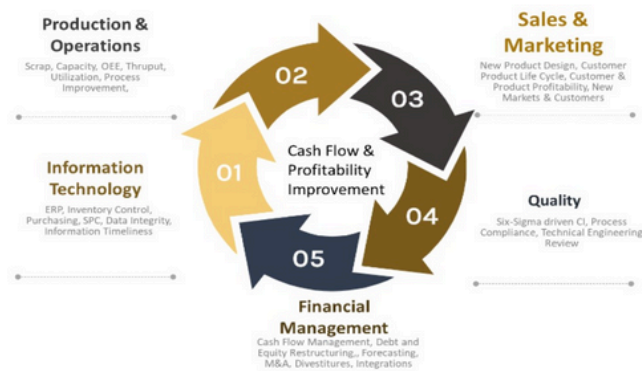 Production &
Operations
Scrap, Capacity, OEE, Thruput,
Utilization, Process
Improvement,
Sales &
Marketing
New Product Design, Customer
Product Life Cycle, Customer &
Product Profitability, New
Markets & Customers
02
03
01
Cash Flow &
Profitability
Improvement
04
05
Information
Technology
ERP, Inventory Control,
Purchasing, SPC, Data Integrity,
Information Timeliness
Quality
Six-Sigma driven CI, Process
Compliance, Technical Engineering
Review
Financial
Management
Cash Flow Management, Debt and
Equity Restructuring,, Forecasting,
M&A, Divestitures, Integrations